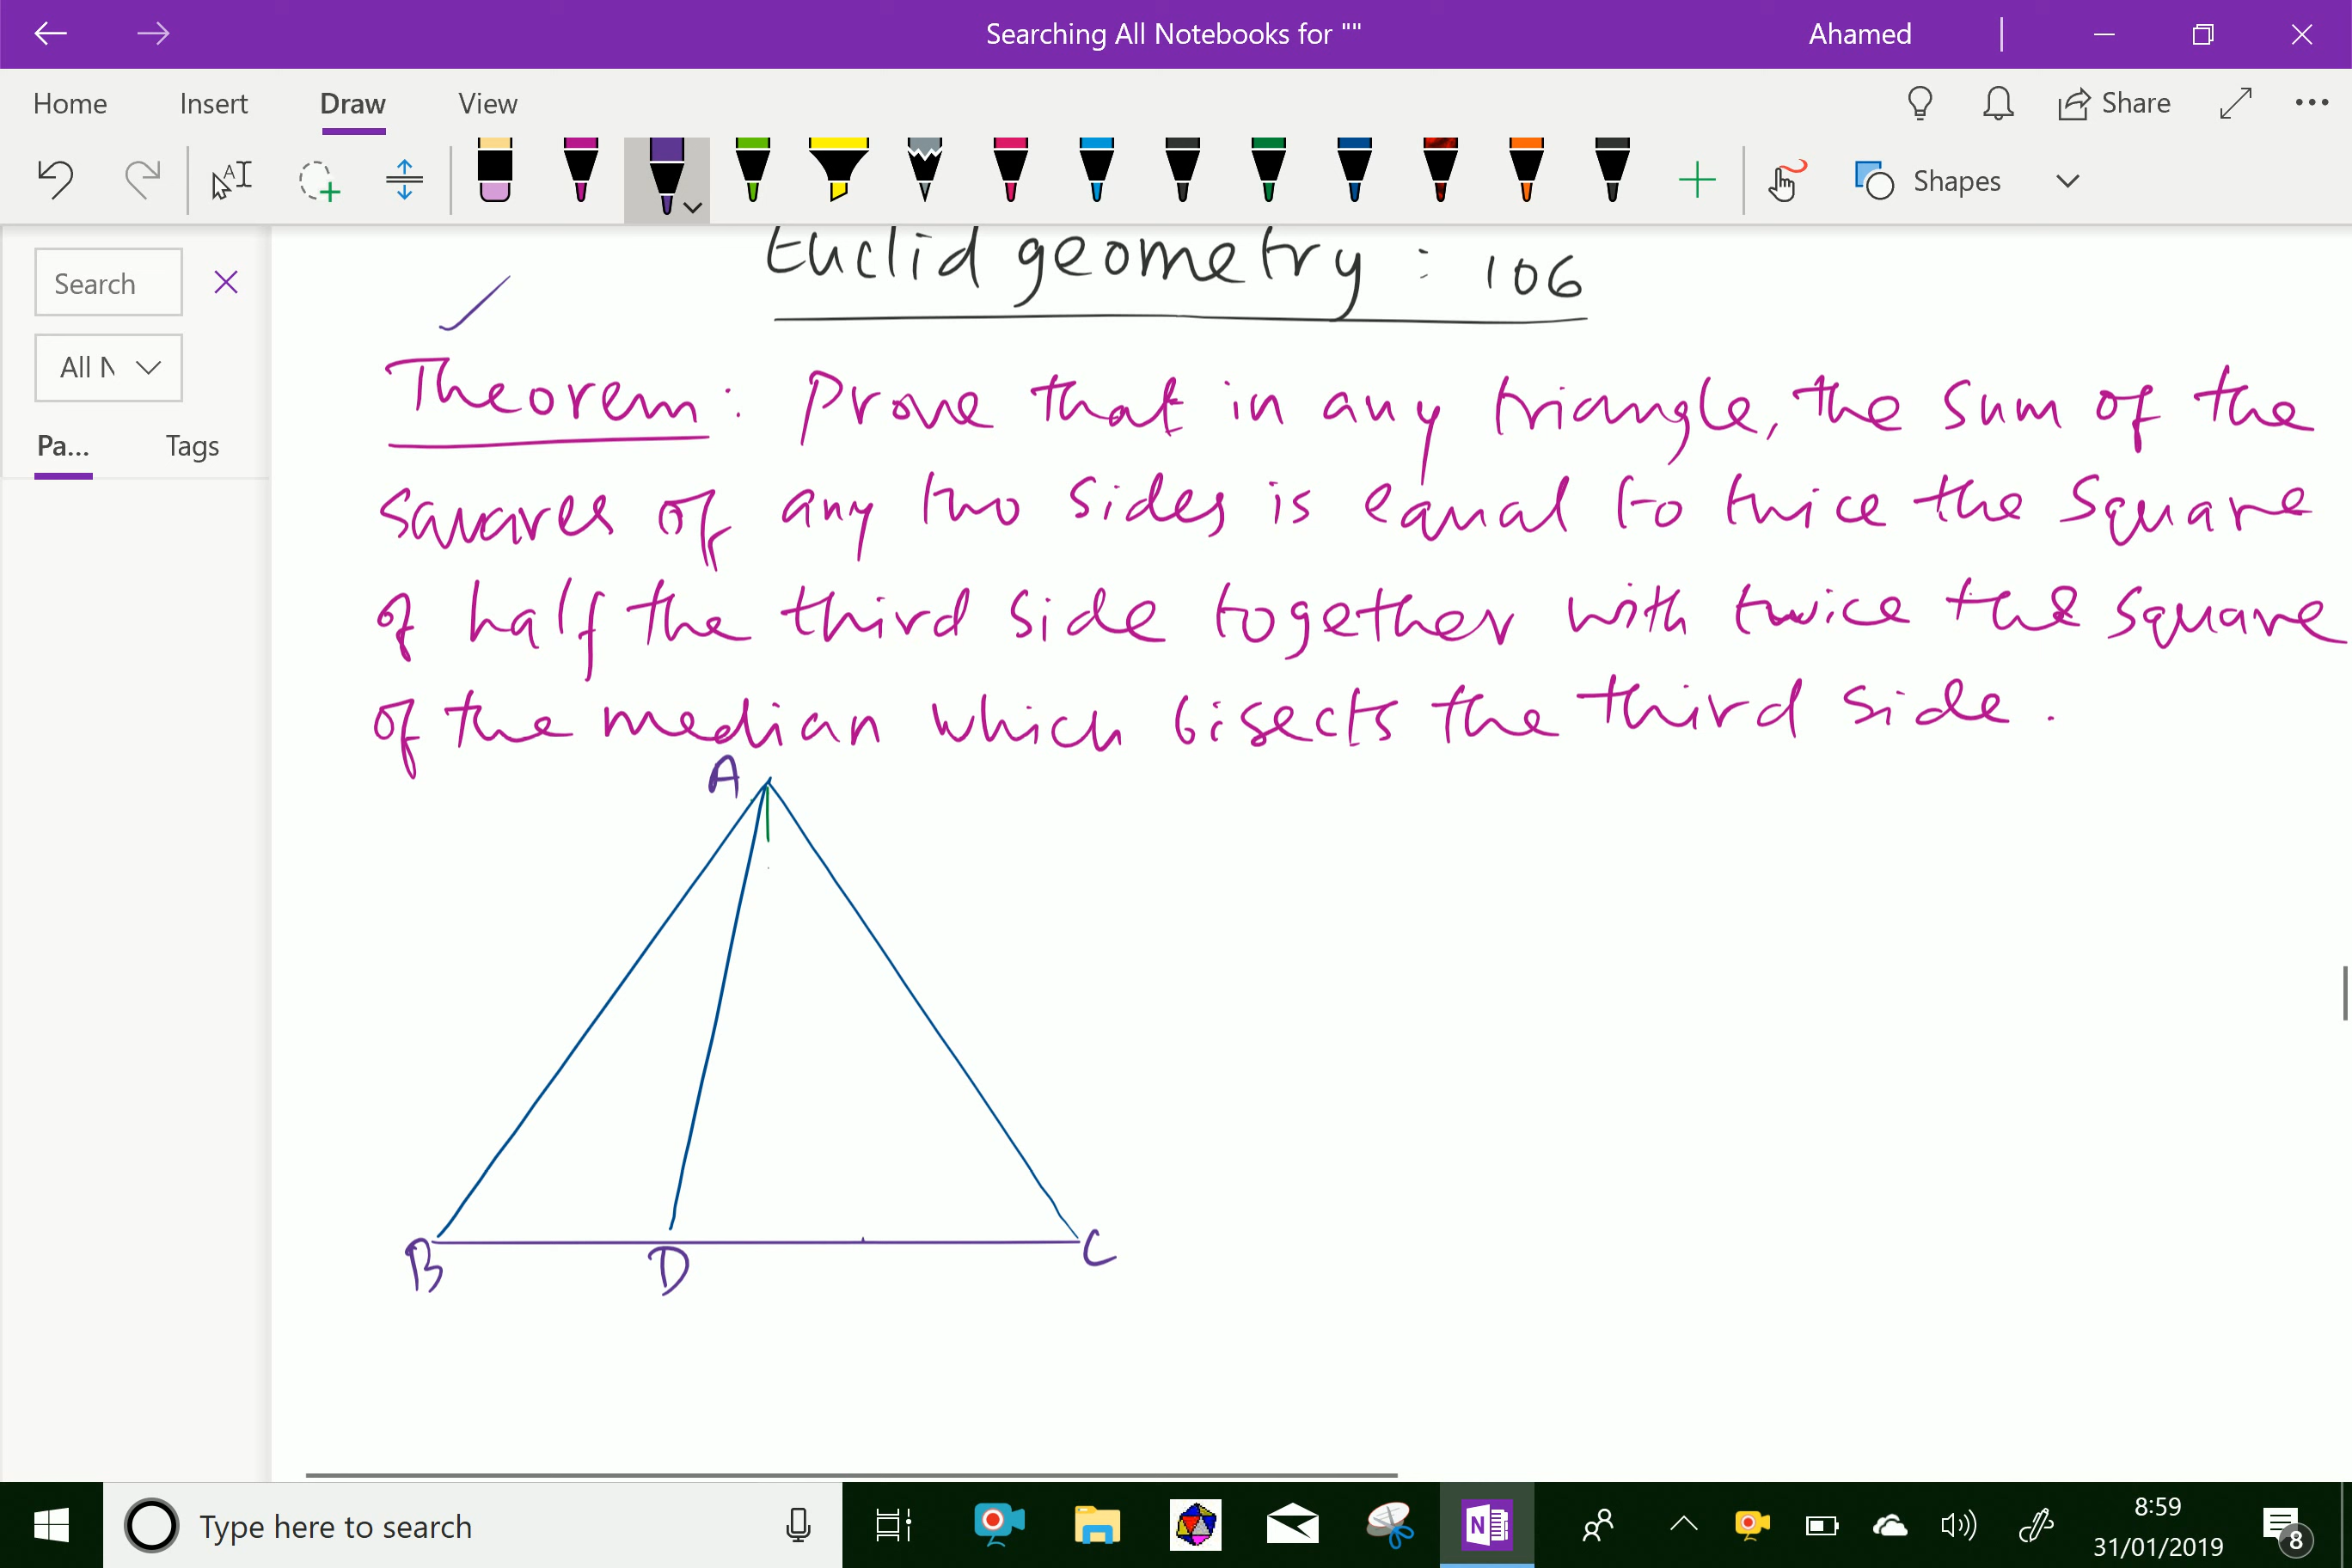 Searching All Notebooks for ""
Ahamed
Home Insert Draw View
Share
Shapes
Search
All N
Pa... Tags
Euclid geometry : 106
Theorem : Prove that in any triangle, the sum of the
squares of any two sides is equal to twice the square
of half the third side together with twice the square
of the median which bisects the third side .
A
B
D
C
Type here to search
8:59
31/01/2019
8